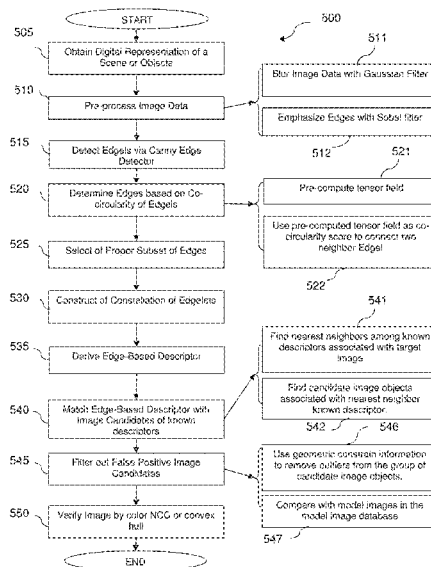 START
500
505
Obtain Digital Representation of a
Scene or Objects
511
Blur Image Data with Gaussian Filter
510
Pre-process Image Data
Emphasize Edges with Sobel filter
512
515
Detect Edgels via Canny Edge
Detector
521
520
Determine Edges based on Co-
circularity of Edgels
Pre-compute tensor field
Use pre-computed tensor field as co-
circularity score to connect two
neighbor Edgel
522
525
Select of Proper Subset of Edges
530
Construct of Constellation of Edgelets
541
Find nearest neighbors among known
descriptors associated with target
image
535
Derive Edge-Based Descriptor
Find candidate image objects
associated with nearest neighbor
known descriptor.
542
540
Match Edge-Based Descriptor with
Image Candidates of known
descriptors
546
545
Filter out False Positive Image
Candidates
Use geometric constrain information
to remove outliers from the group of
candidate image objects.
Compare with model images in the
model image database
547
550
Verify Image by color NCC or convex
hull
END